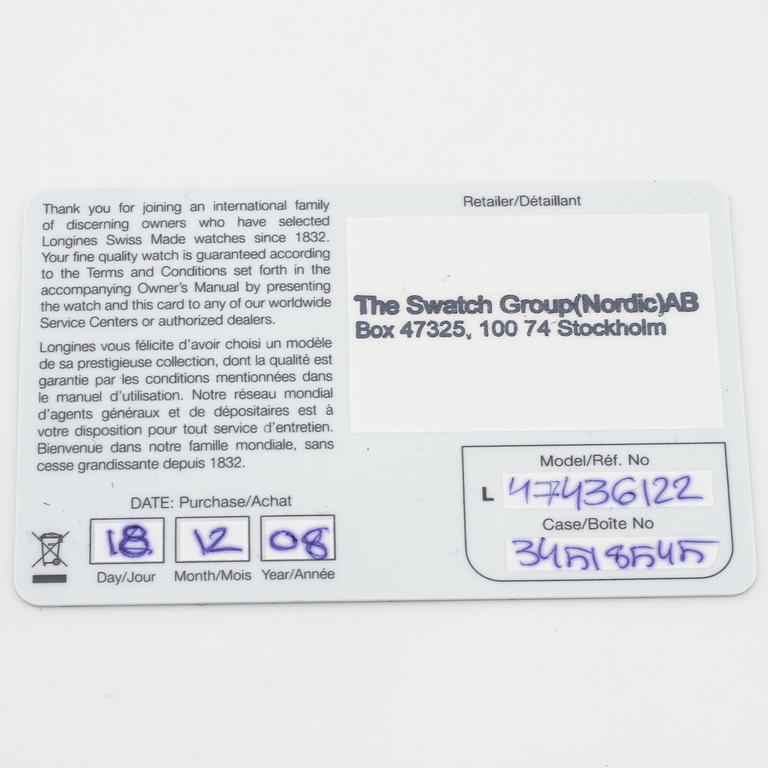 Thank you for joining an international family
of discerning owners who have selected
Longines Swiss Made watches since 1832.
Your fine quality watch is guaranteed according
to the Terms and Conditions set forth in the
accompanying Owner's Manual by presenting
the watch and this card to any of our worldwide
Service Centers or authorized dealers.
Longines vous félicite d'avoir choisi un modèle
de sa prestigieuse collection, dont la qualité est
garantie par les conditions mentionnées dans
le manuel d'utilisation. Notre réseau mondial
d'agents généraux et de dépositaires est à
votre disposition pour tout service d'entretien.
Bienvenue dans notre famille mondiale, sans
cesse grandissante depuis 1832.
DATE: Purchase/Achat
18 12 08
Day/Jour Month/Mois Year/Année
Retailer/Détaillant
The Swatch Group(Nordic)AB
Box 47325, 100 74 Stockholm
Model/Réf. No
L 47436122
Case/Boîte No
34518545